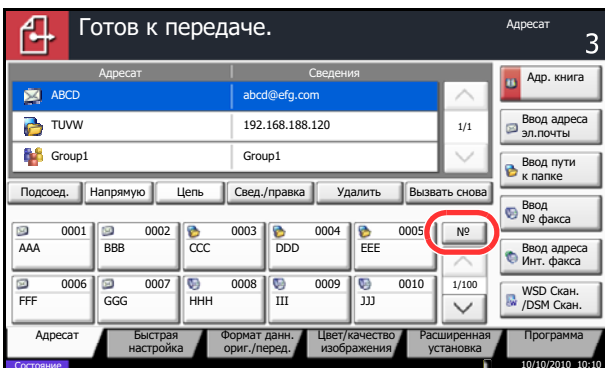 Готов к передаче.
Адресат
3
Адресат Сведения
ABCD abcd@efg.com
TUVW 192.168.188.120
1/1
Group1 Group1
Адр. книга
Ввод адреса
эл.почты
Ввод пути
к папке
Ввод
№ факса
Ввод адреса
Инт. факса
WSD Скан.
/DSM Скан.
Подсоед. Напрямую Цепь Свед./правка Удалить Вызвать снова
0001 0002 0003 0004 0005 №
AAA BBB CCC DDD EEE
0006 0007 0008 0009 0010 1/100
FFF GGG HHH III JJJ
Адресат
Быстрая
настройка
Формат данн.
ориг./перед.
Цвет/качество
изображения
Расширенная
установка
Программа
Состояние 10/10/2010 10:10